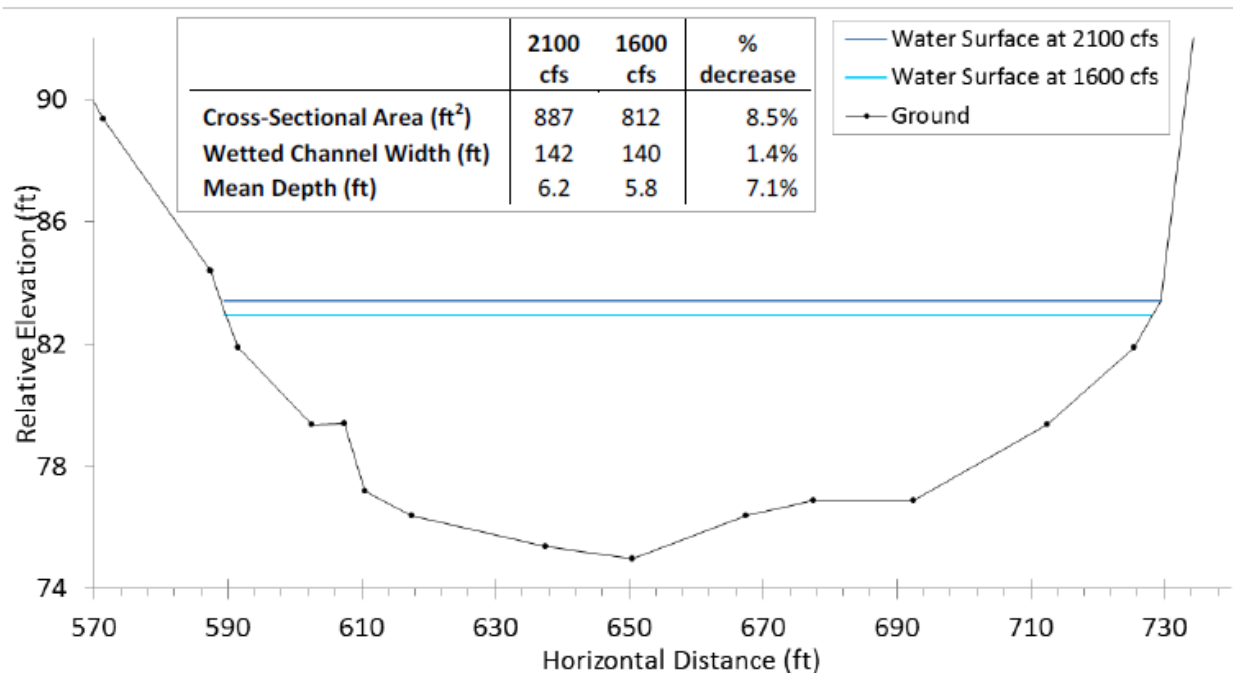 2100 1600 %
cfs cfs decrease
Cross-Sectional Area (ft²) 887 812 8.5%
Wetted Channel Width (ft) 142 140 1.4%
Mean Depth (ft) 6.2 5.8 7.1%
Water Surface at 2100 cfs
Water Surface at 1600 cfs
Ground
Relative Elevation (ft)
90
86
82
78
74
570 590 610 630 650 670 690 710 730
Horizontal Distance (ft)